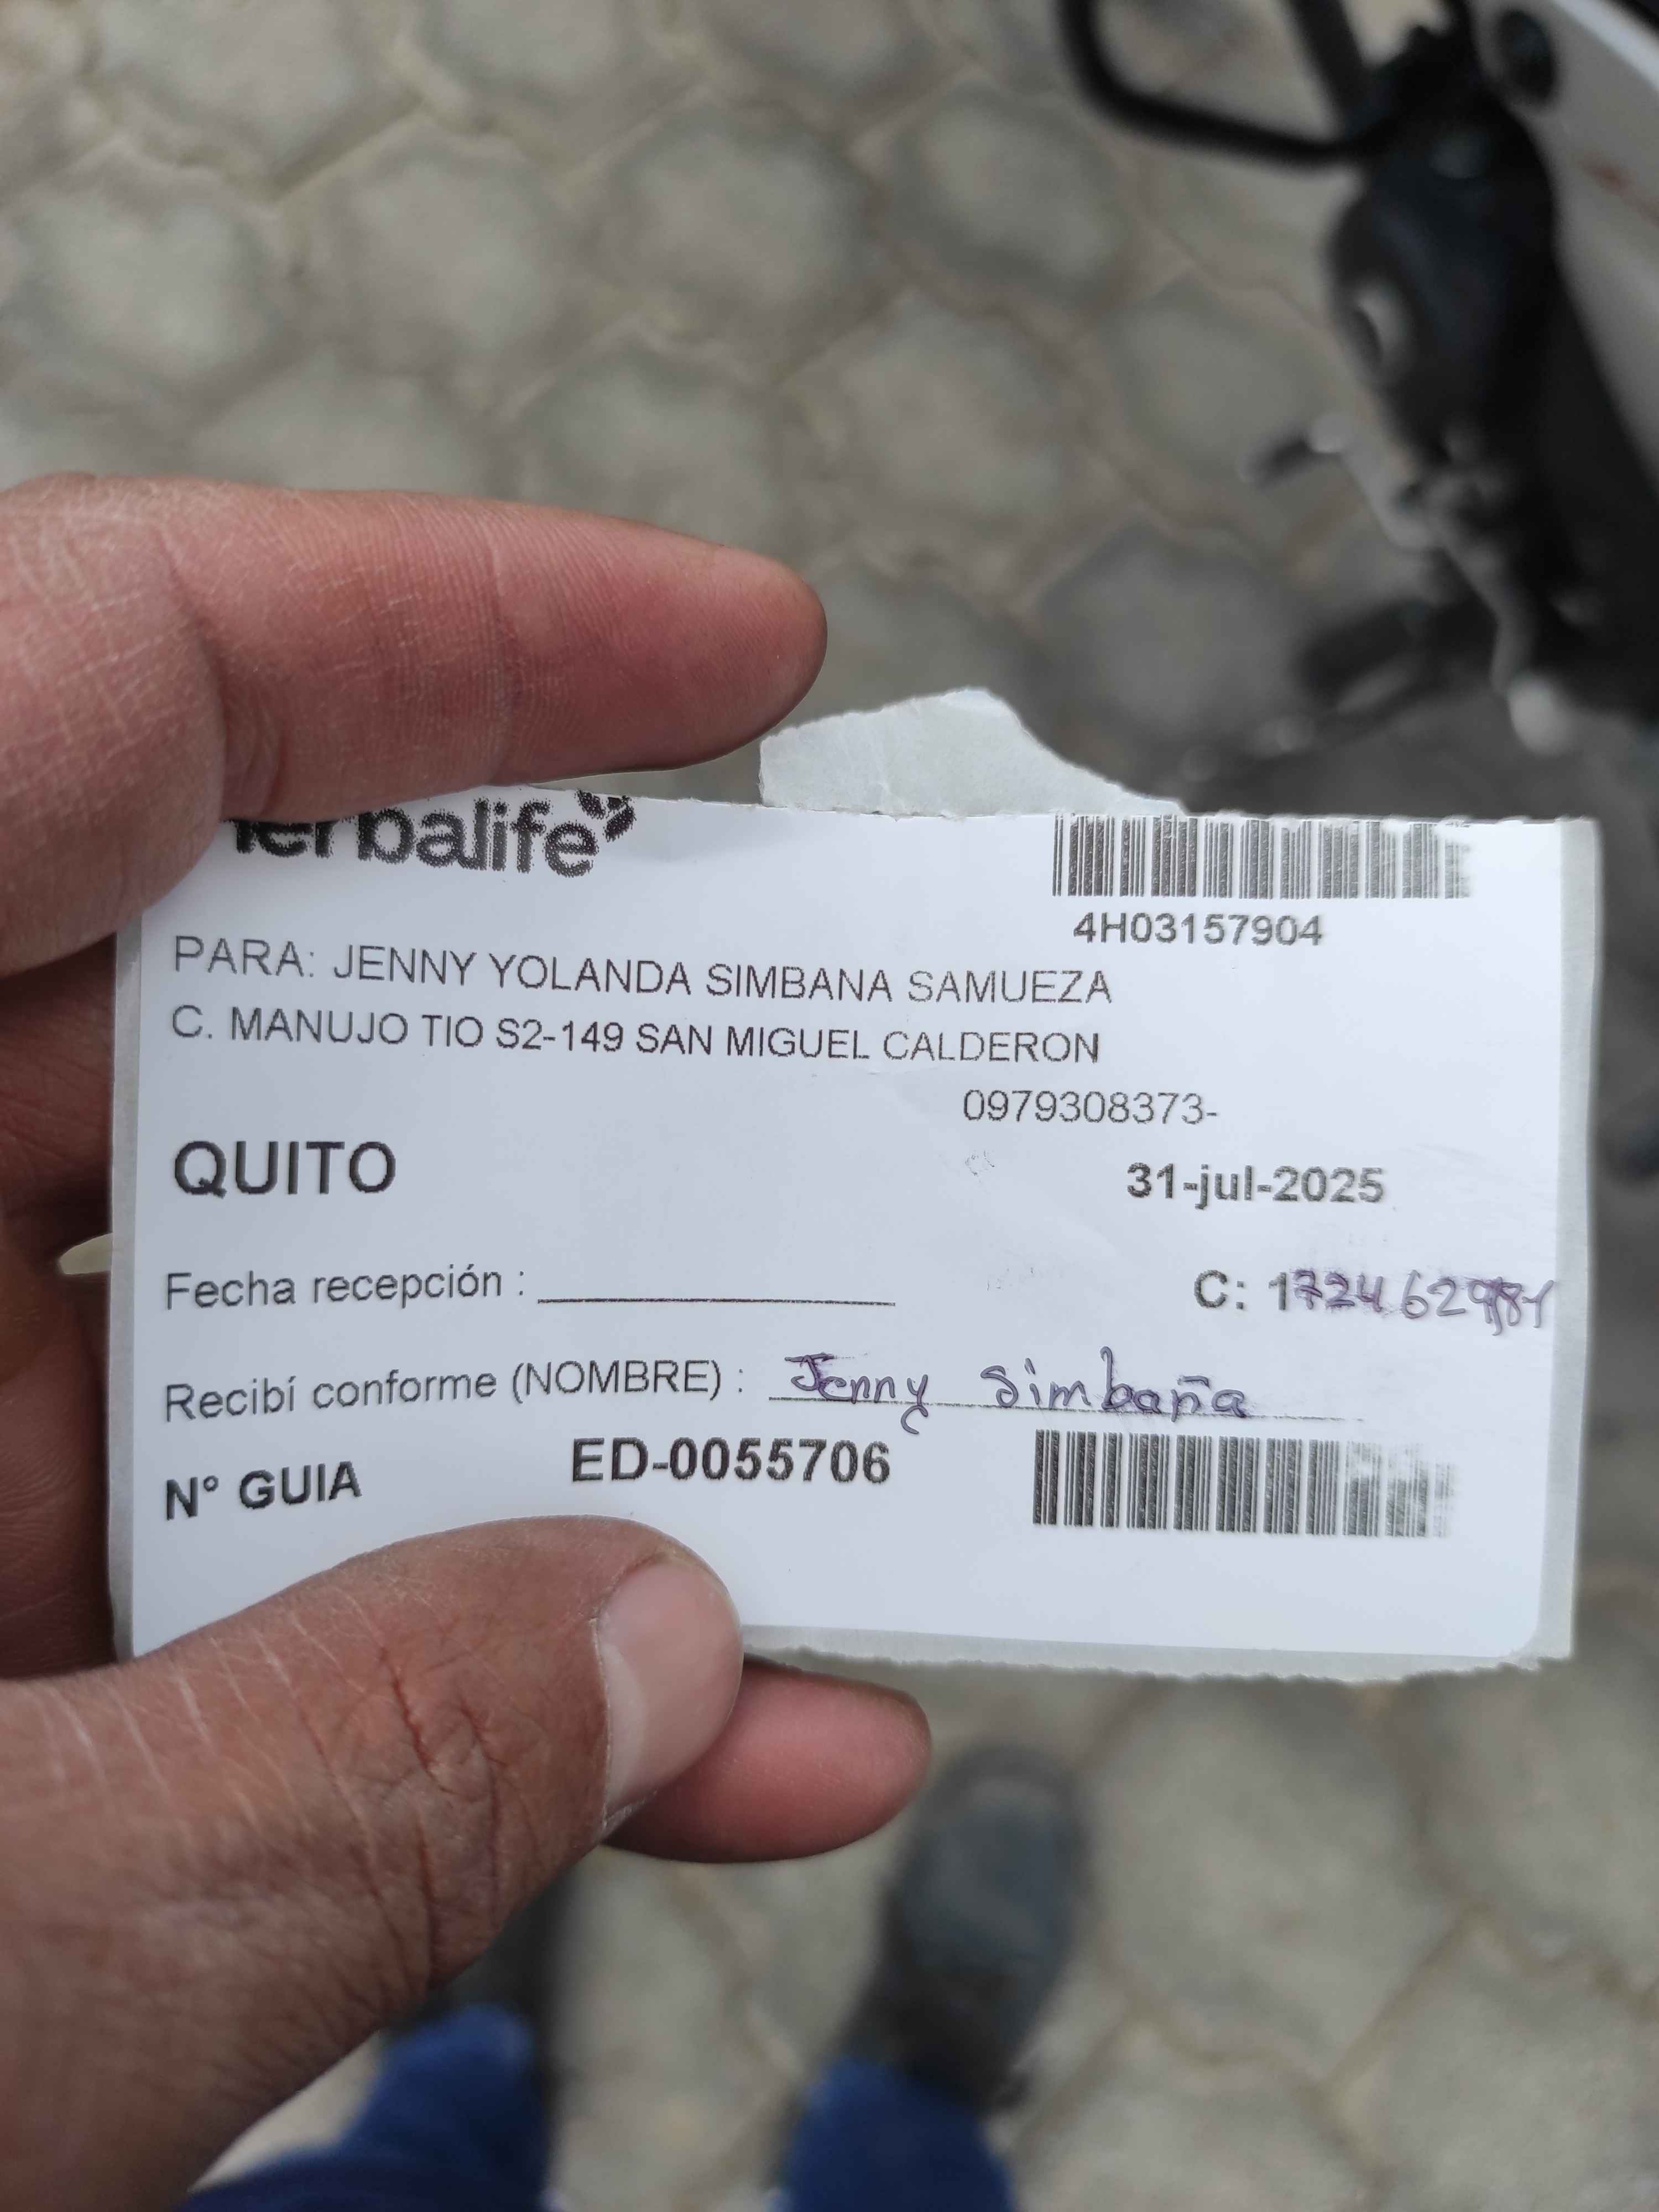 herbalife
4H03157904
PARA: JENNY YOLANDA SIMBANA SAMUEZA
C. MANUJO TIO S2-149 SAN MIGUEL CALDERON
0979308373-
QUITO
31-jul-2025
Fecha recepción :
C:
Recibí conforme (NOMBRE) : Jenny Simbaña
N° GUIA ED-0055706